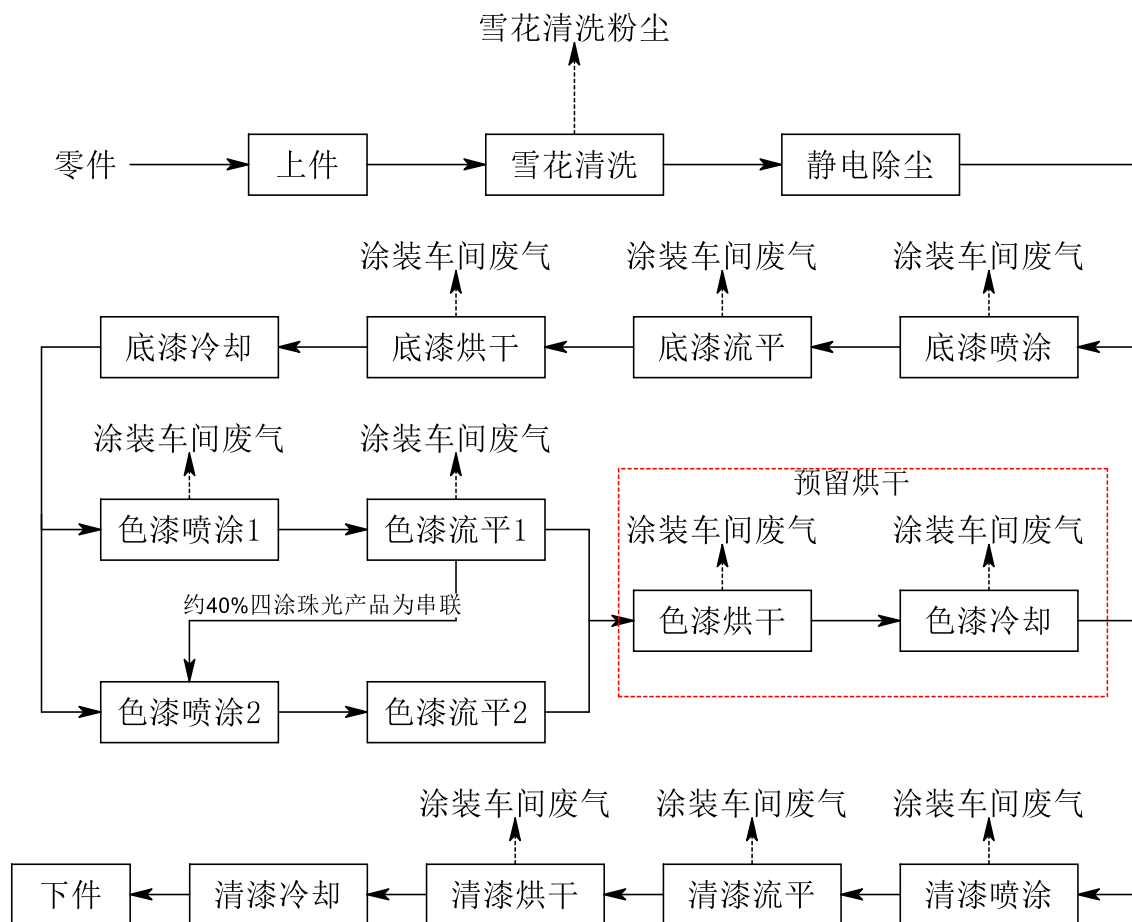 雪花清洗粉尘
零件
上件
雪花清洗
静电除尘
涂装车间废气
涂装车间废气
涂装车间废气
底漆冷却
底漆烘干
底漆流平
底漆喷涂
涂装车间废气
涂装车间废气
预留烘干
色漆喷涂1
色漆流平1
涂装车间废气
涂装车间废气
约40%四涂珠光产品为串联
色漆烘干
色漆冷却
色漆喷涂2
色漆流平2
涂装车间废气
涂装车间废气
涂装车间废气
下件
清漆冷却
清漆烘干
清漆流平
清漆喷涂